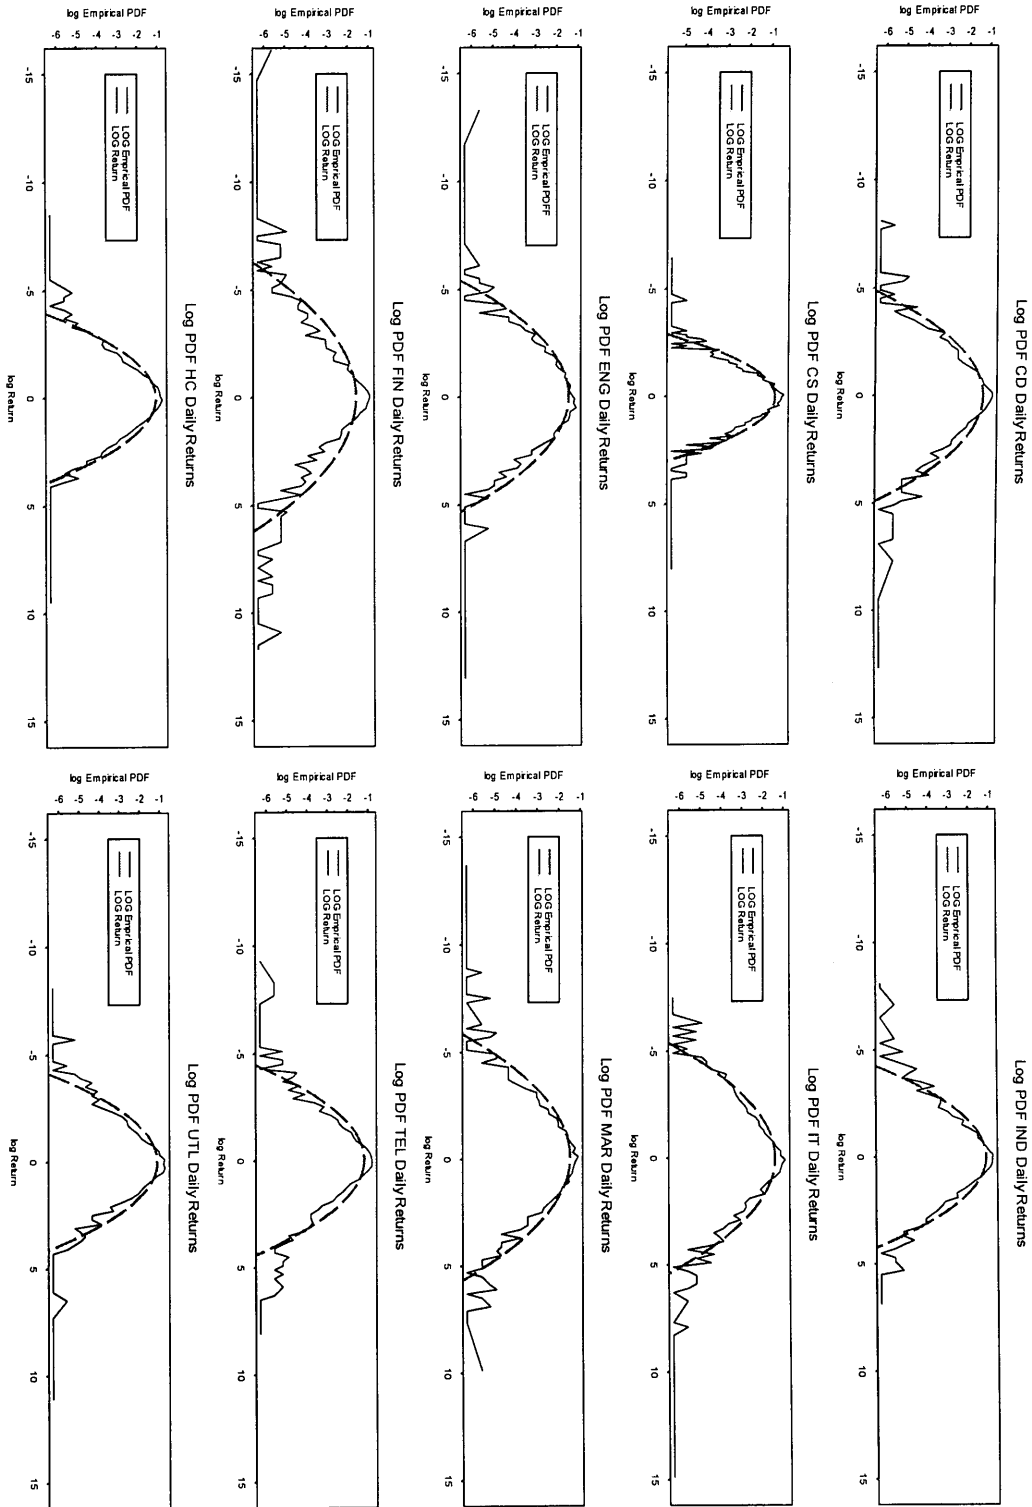 Log PDF CD Daily Returns
log Empirical PDF
-1
-2
-3
-4
-5
-6
LOG Emprical PDF
LOG Return
-15 -10 -5 0 5 10 15
log Return
Log PDF IND Daily Returns
log Empirical PDF
-1
-2
-3
-4
-5
-6
LOG Emprical PDF
LOG Return
-15 -10 -5 0 5 10 15
log Return
Log PDF CS Daily Returns
log Empirical PDF
-1
-2
-3
-4
-5
LOG Emprical PDF
LOG Return
-15 -10 -5 0 5 10 15
log Return
Log PDF IT Daily Returns
log Empirical PDF
-1
-2
-3
-4
-5
-6
LOG Emprical PDF
LOG Return
-15 -10 -5 0 5 10 15
log Return
Log PDF ENG Daily Returns
log Empirical PDF
-1
-2
-3
-4
-5
-6
LOG Emprical PDFF
LOG Return
-15 -10 -5 0 5 10 15
log Return
Log PDF MAR Daily Returns
log Empirical PDF
-1
-2
-3
-4
-5
-6
LOG Emprical PDF
LOG Return
-15 -10 -5 0 5 10 15
log Return
Log PDF FIN Daily Returns
log Empirical PDF
-1
-2
-3
-4
-5
-6
LOG Emprical PDF
LOG Return
-15 -10 -5 0 5 10 15
log Return
Log PDF TEL Daily Returns
log Empirical PDF
-1
-2
-3
-4
-5
-6
LOG Emprical PDF
LOG Return
-15 -10 -5 0 5 10 15
log Return
Log PDF HC Daily Returns
log Empirical PDF
-1
-2
-3
-4
-5
-6
LOG Emprical PDF
LOG Return
-15 -10 -5 0 5 10 15
log Return
Log PDF UTL Daily Returns
log Empirical PDF
-1
-2
-3
-4
-5
-6
LOG Emprical PDF
LOG Return
-15 -10 -5 0 5 10 15
log Return